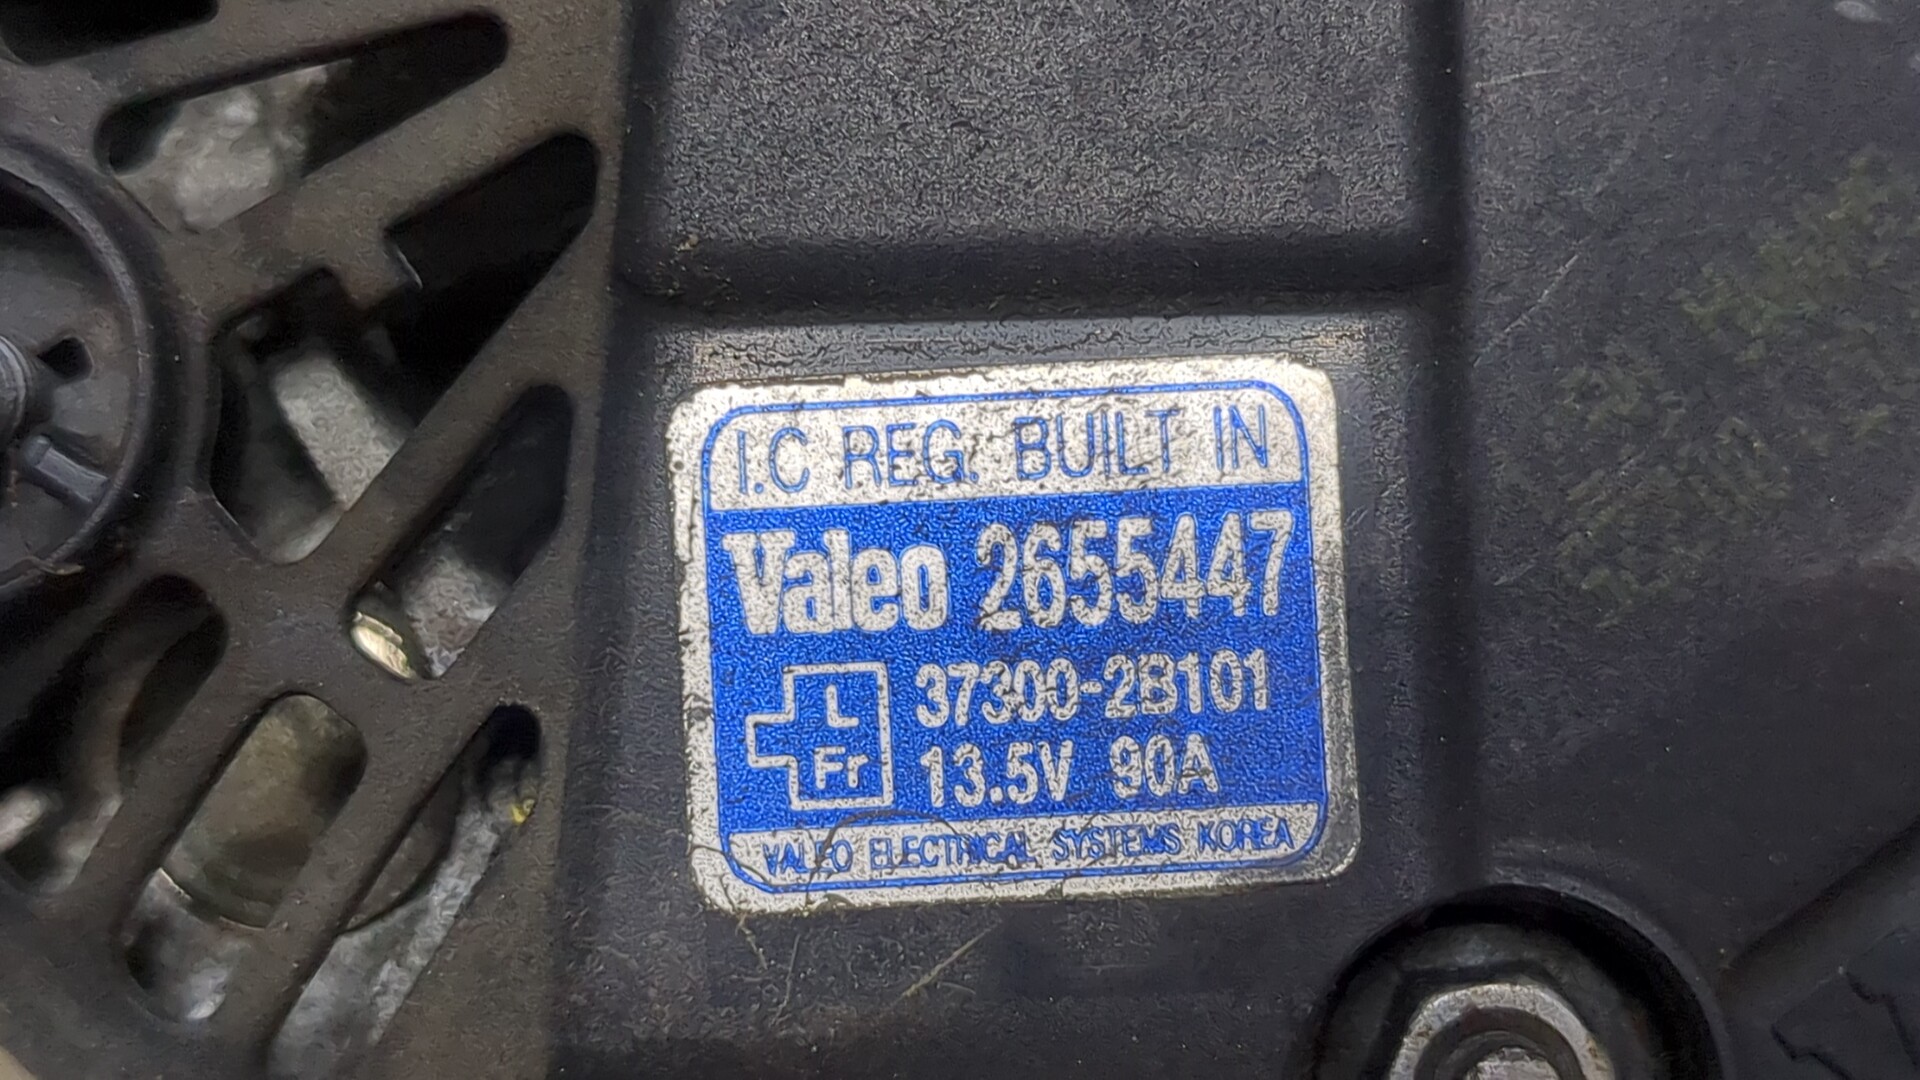 I.C REG. BUILT IN
Valeo 2655447
L
Fr
37300-2B101
13.5V 90A
VALEO ELECTRICAL SYSTEMS KOREA